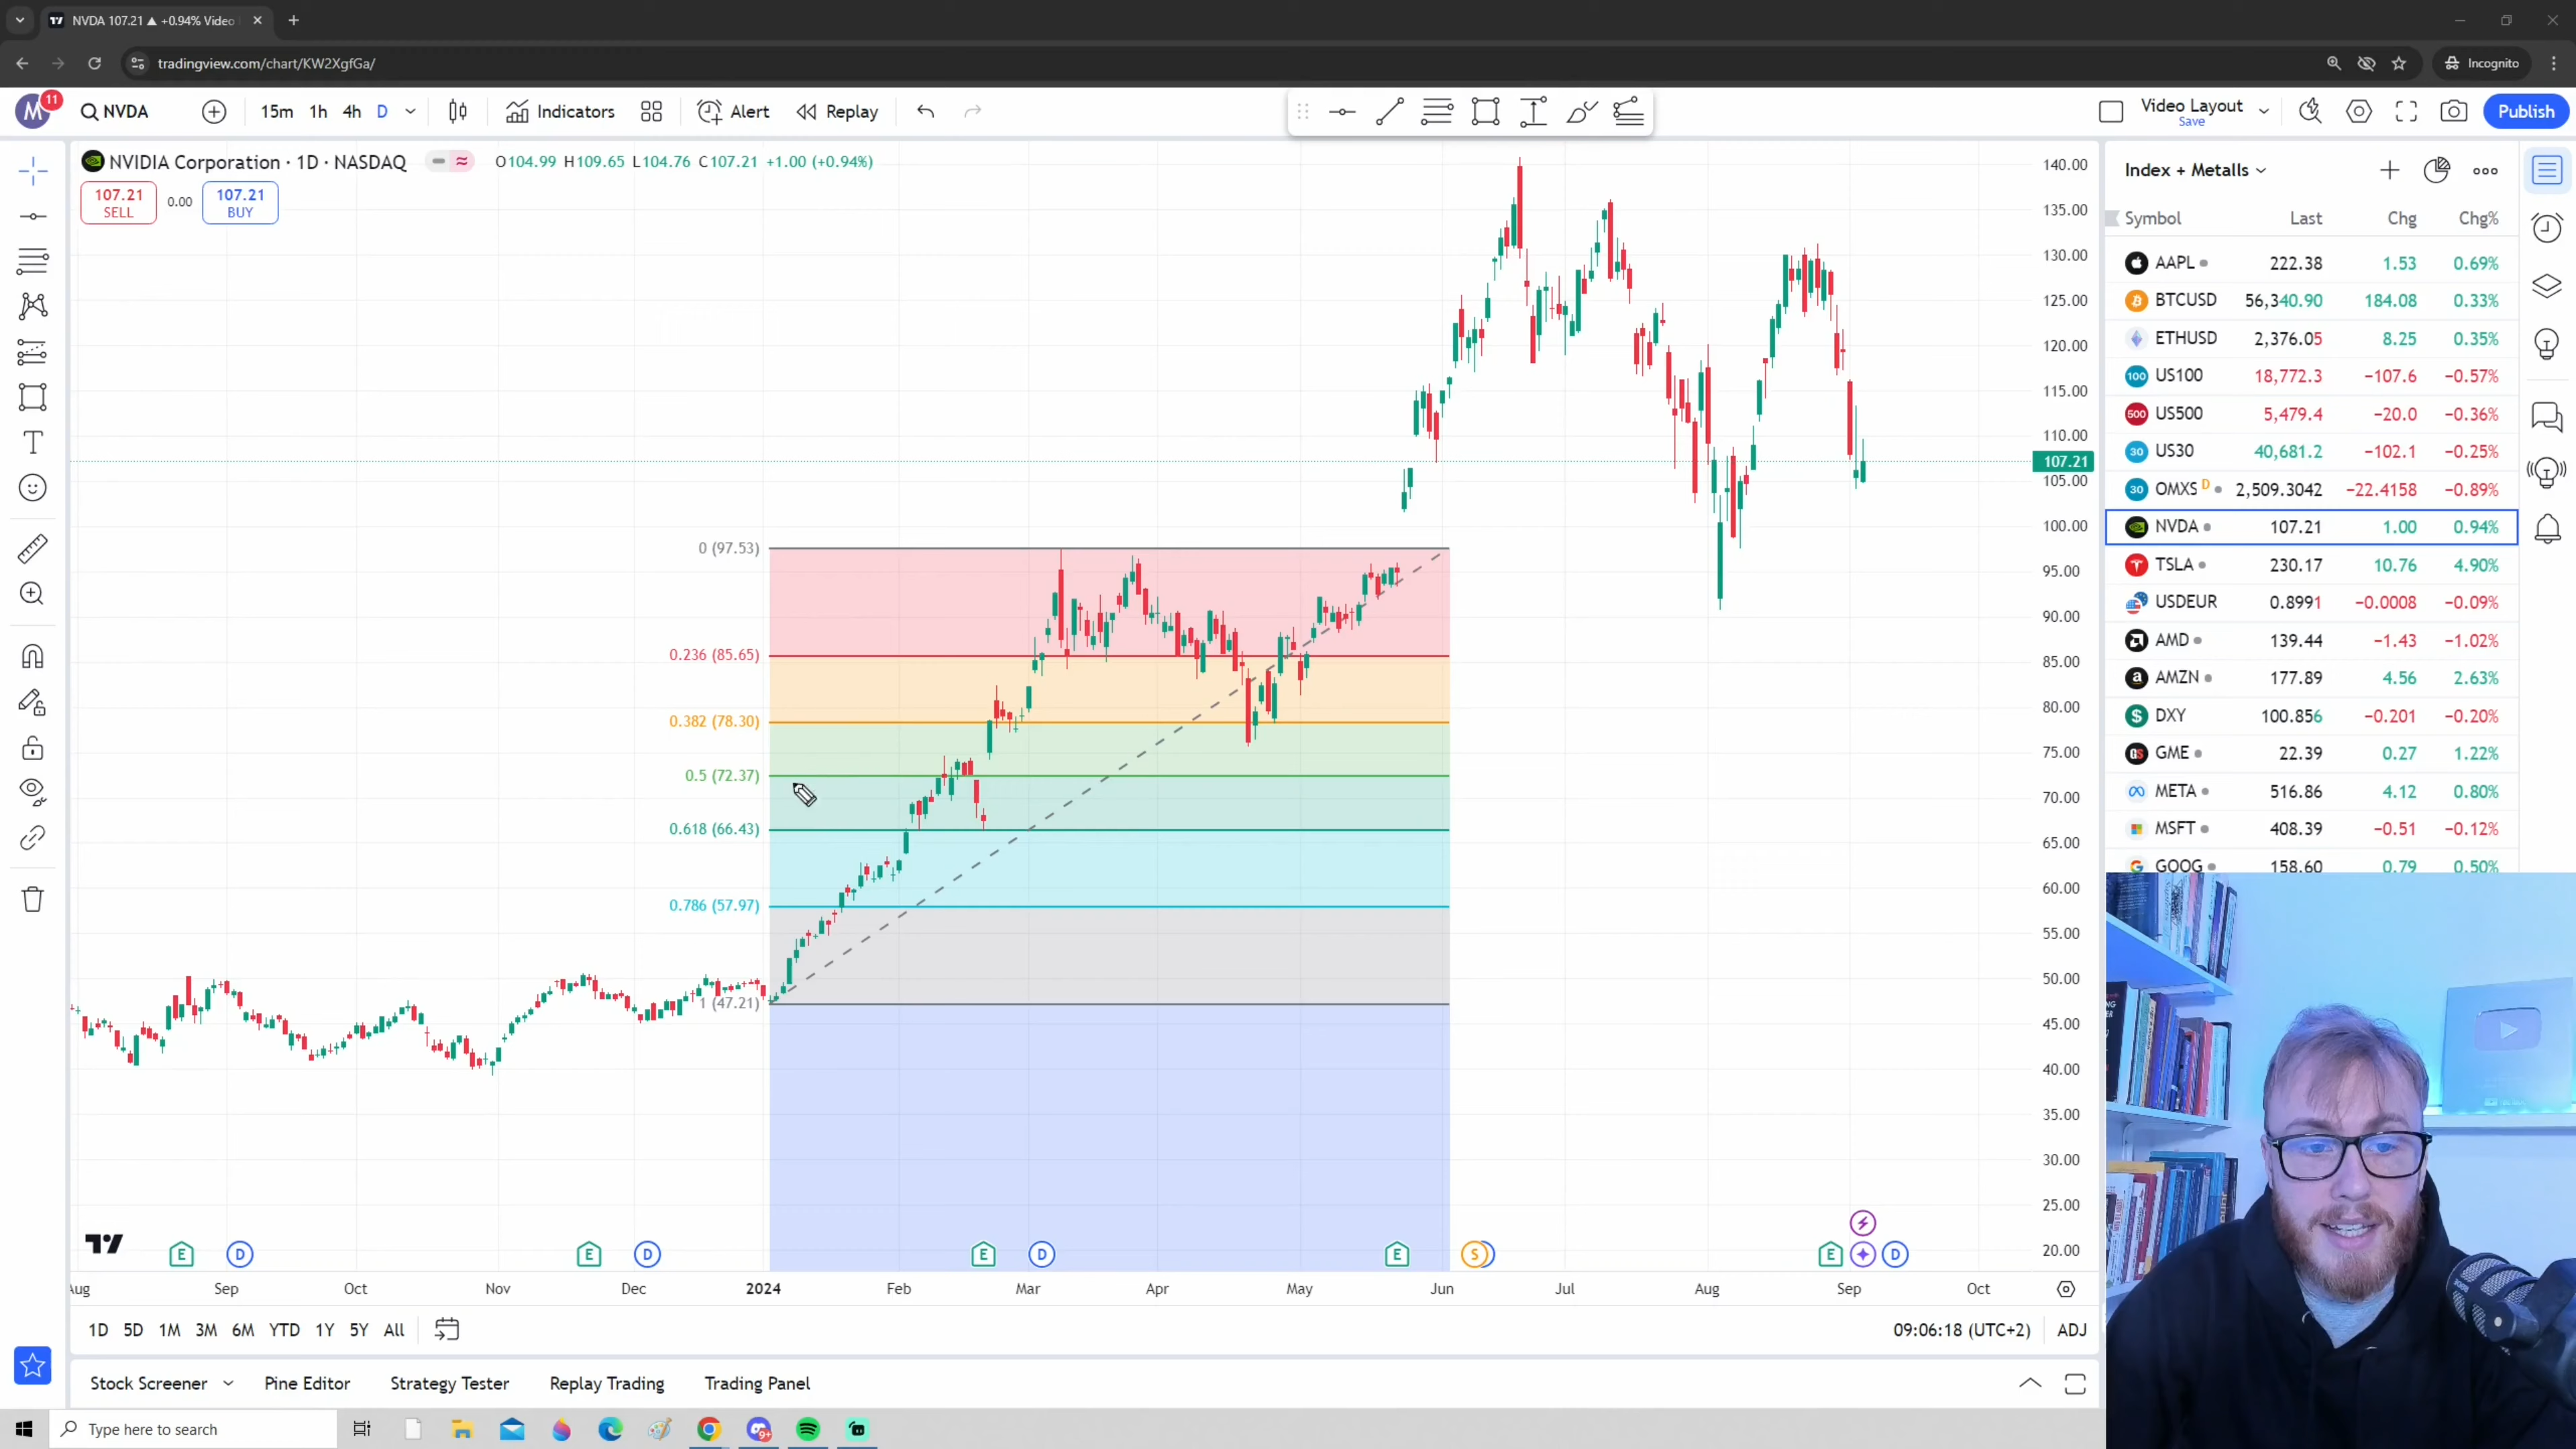 NVDA 107.21 ▲ +0.94% Video
tradingview.com/chart/KW2XgfGa/
Incognito
M 11
NVDA
15m 1h 4h D
Indicators
Alert
Replay
Video Layout
Save
Publish
NVIDIA Corporation · 1D · NASDAQ
O104.99 H109.65 L104.76 C107.21 +1.00 (+0.94%)
107.21
SELL
0.00
107.21
BUY
140.00
135.00
130.00
125.00
120.00
115.00
110.00
107.21
105.00
100.00
95.00
90.00
85.00
80.00
75.00
70.00
65.00
60.00
55.00
50.00
45.00
40.00
35.00
30.00
25.00
20.00
0 (97.53)
0.236 (85.65)
0.382 (78.30)
0.5 (72.37)
0.618 (66.43)
0.786 (57.97)
1 (47.21)
E D E D E D E S E D
Aug Sep Oct Nov Dec 2024 Feb Mar Apr May Jun Jul Aug Sep Oct
1D 5D 1M 3M 6M YTD 1Y 5Y All
09:06:18 (UTC+2) ADJ
Stock Screener Pine Editor Strategy Tester Replay Trading Trading Panel
Type here to search
9+
Index + Metalls
Symbol Last Chg Chg%
AAPL 222.38 1.53 0.69%
BTCUSD 56,340.90 184.08 0.33%
ETHUSD 2,376.05 8.25 0.35%
100 US100 18,772.3 −107.6 −0.57%
500 US500 5,479.4 −20.0 −0.36%
30 US30 40,681.2 −102.1 −0.25%
30 OMXS D 2,509.3042 −22.4158 −0.89%
NVDA 107.21 1.00 0.94%
TSLA 230.17 10.76 4.90%
USDEUR 0.8991 −0.0008 −0.09%
AMD 139.44 −1.43 −1.02%
AMZN 177.89 4.56 2.63%
DXY 100.856 −0.201 −0.20%
GME 22.39 0.27 1.22%
META 516.86 4.12 0.80%
MSFT 408.39 −0.51 −0.12%
GOOG 158.60 0.79 0.50%